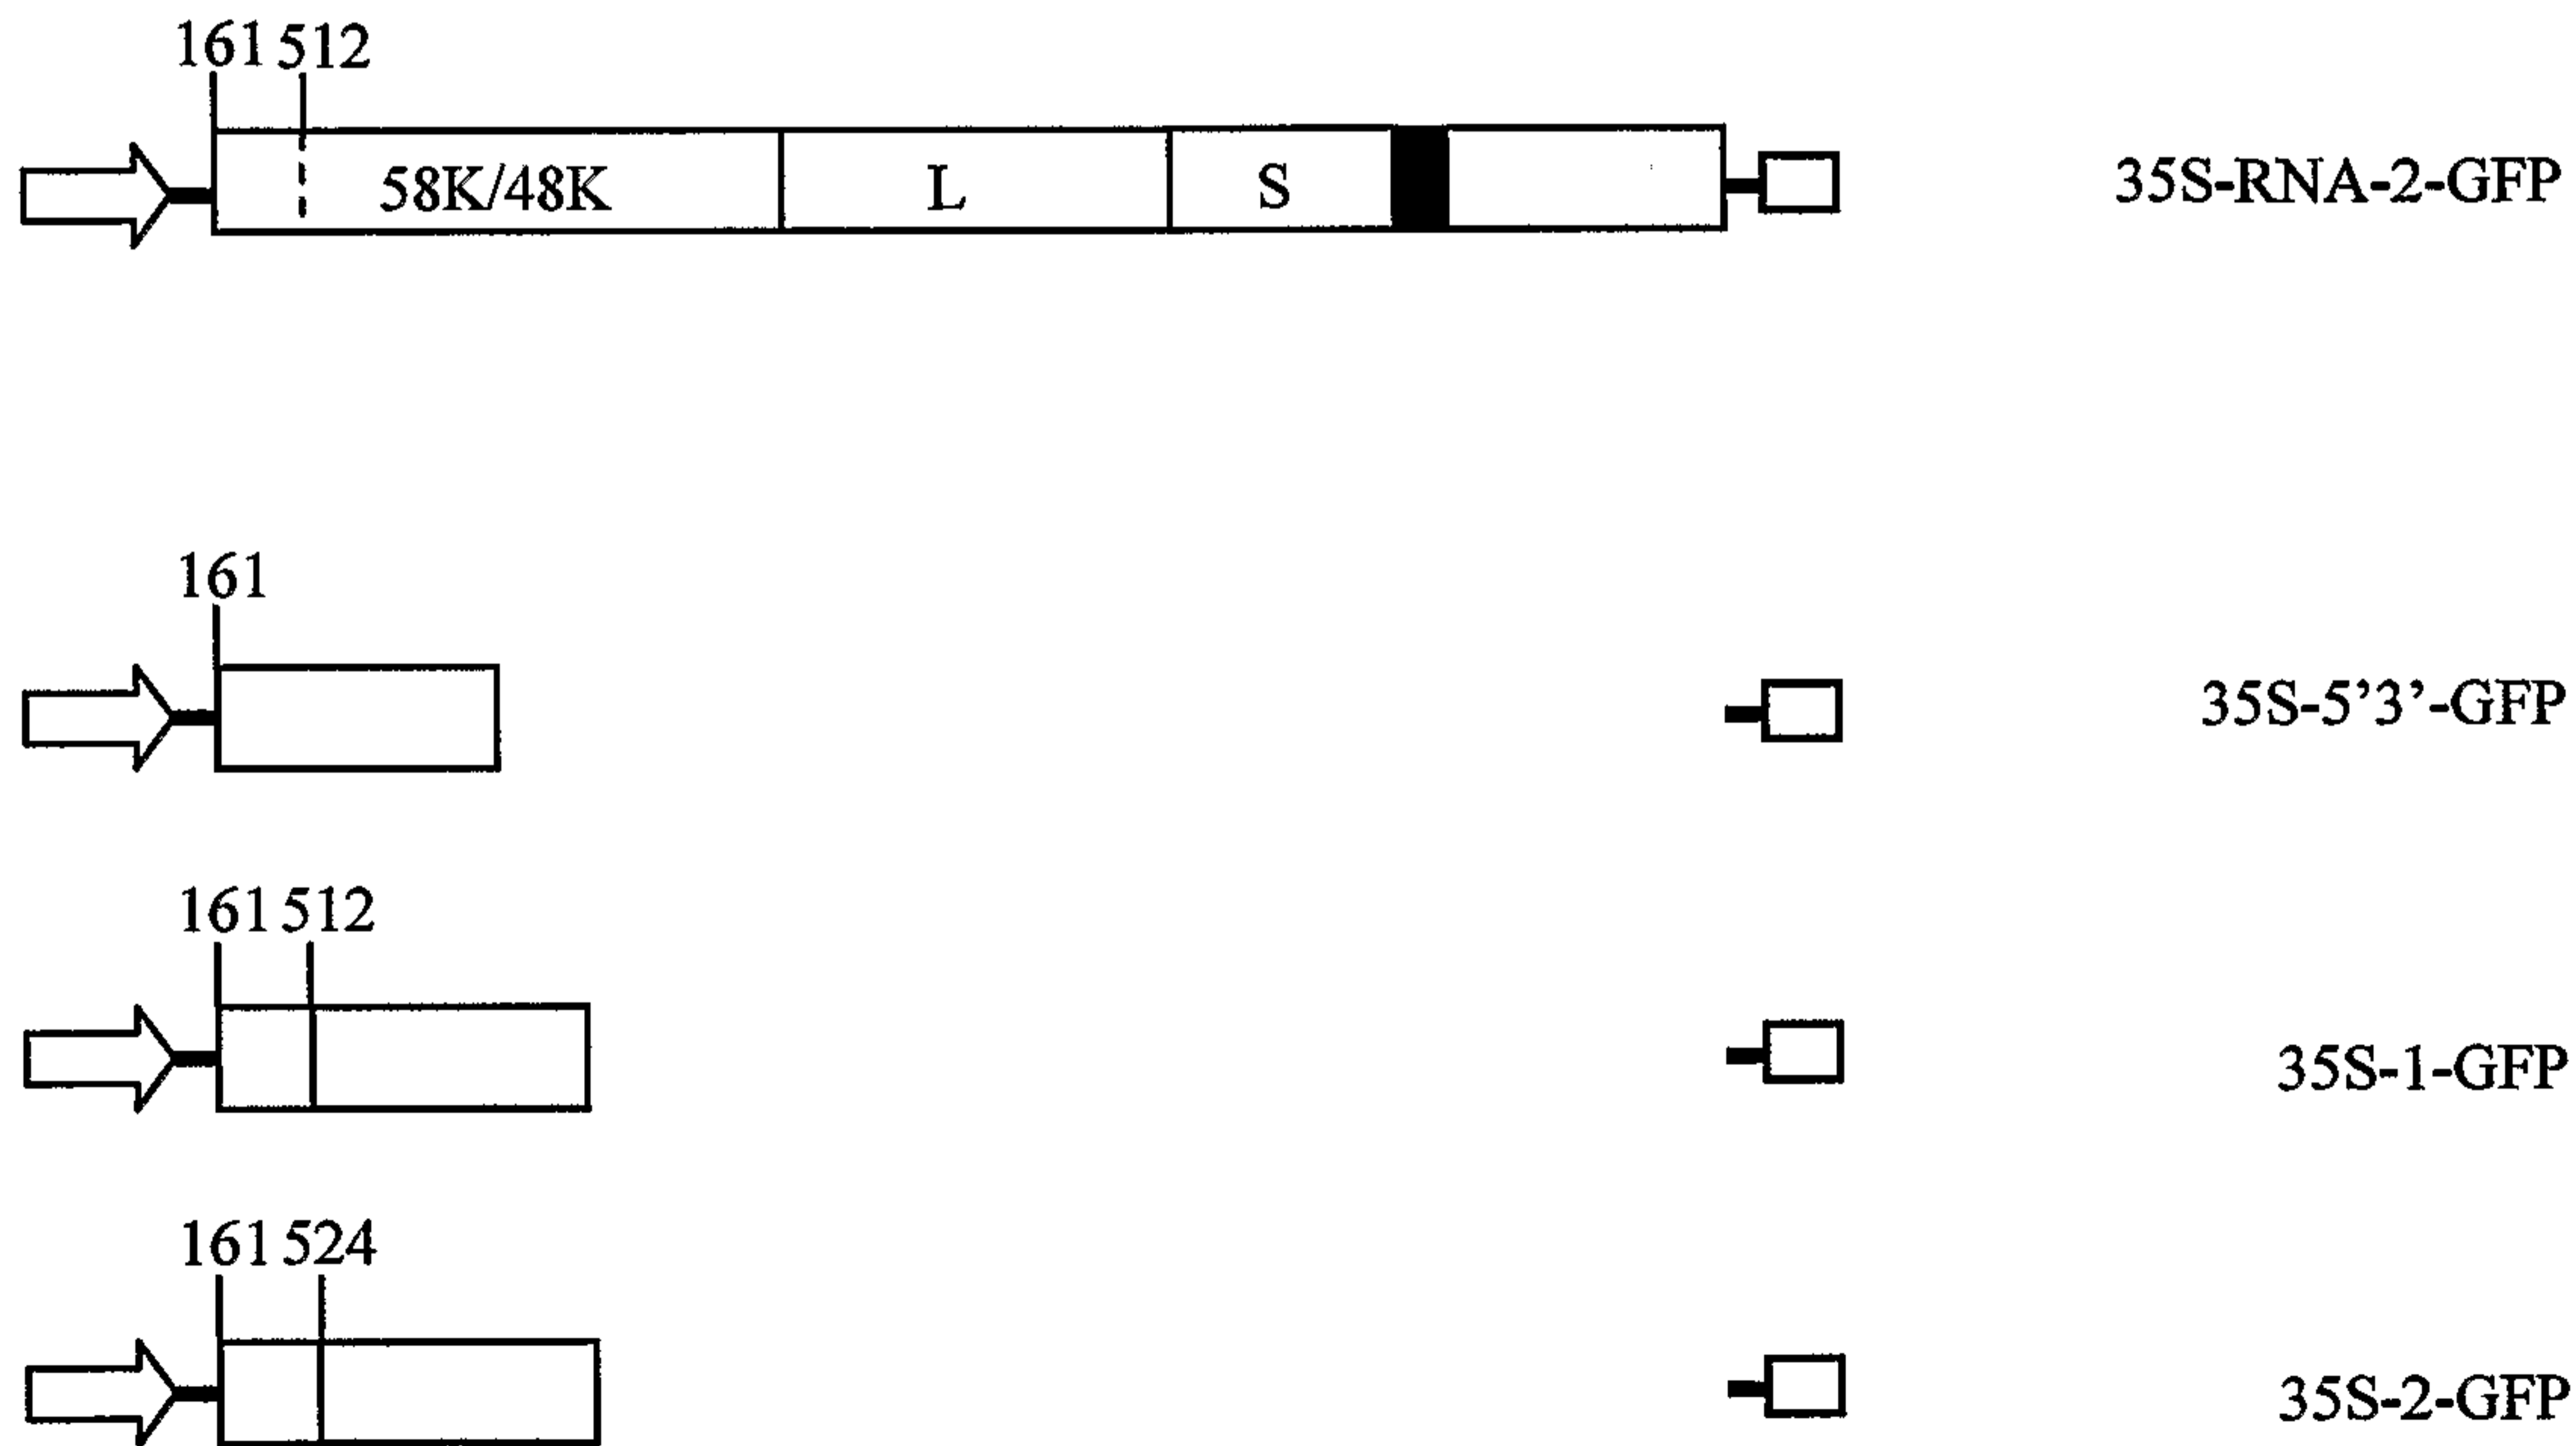 161 512
58K/48K L S 35S-RNA-2-GFP
161
35S-5’3’-GFP
161 512
35S-1-GFP
161 524
35S-2-GFP